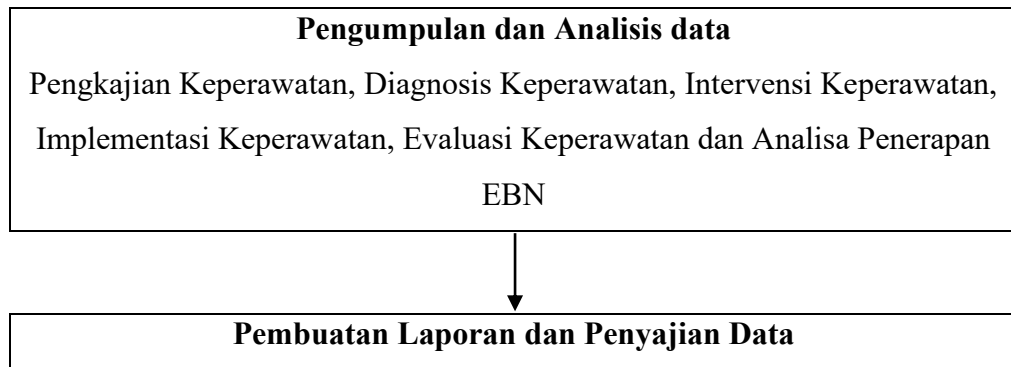 Pengumpulan dan Analisis data
Pengkajian Keperawatan, Diagnosis Keperawatan, Intervensi Keperawatan,
Implementasi Keperawatan, Evaluasi Keperawatan dan Analisa Penerapan
EBN
Pembuatan Laporan dan Penyajian Data